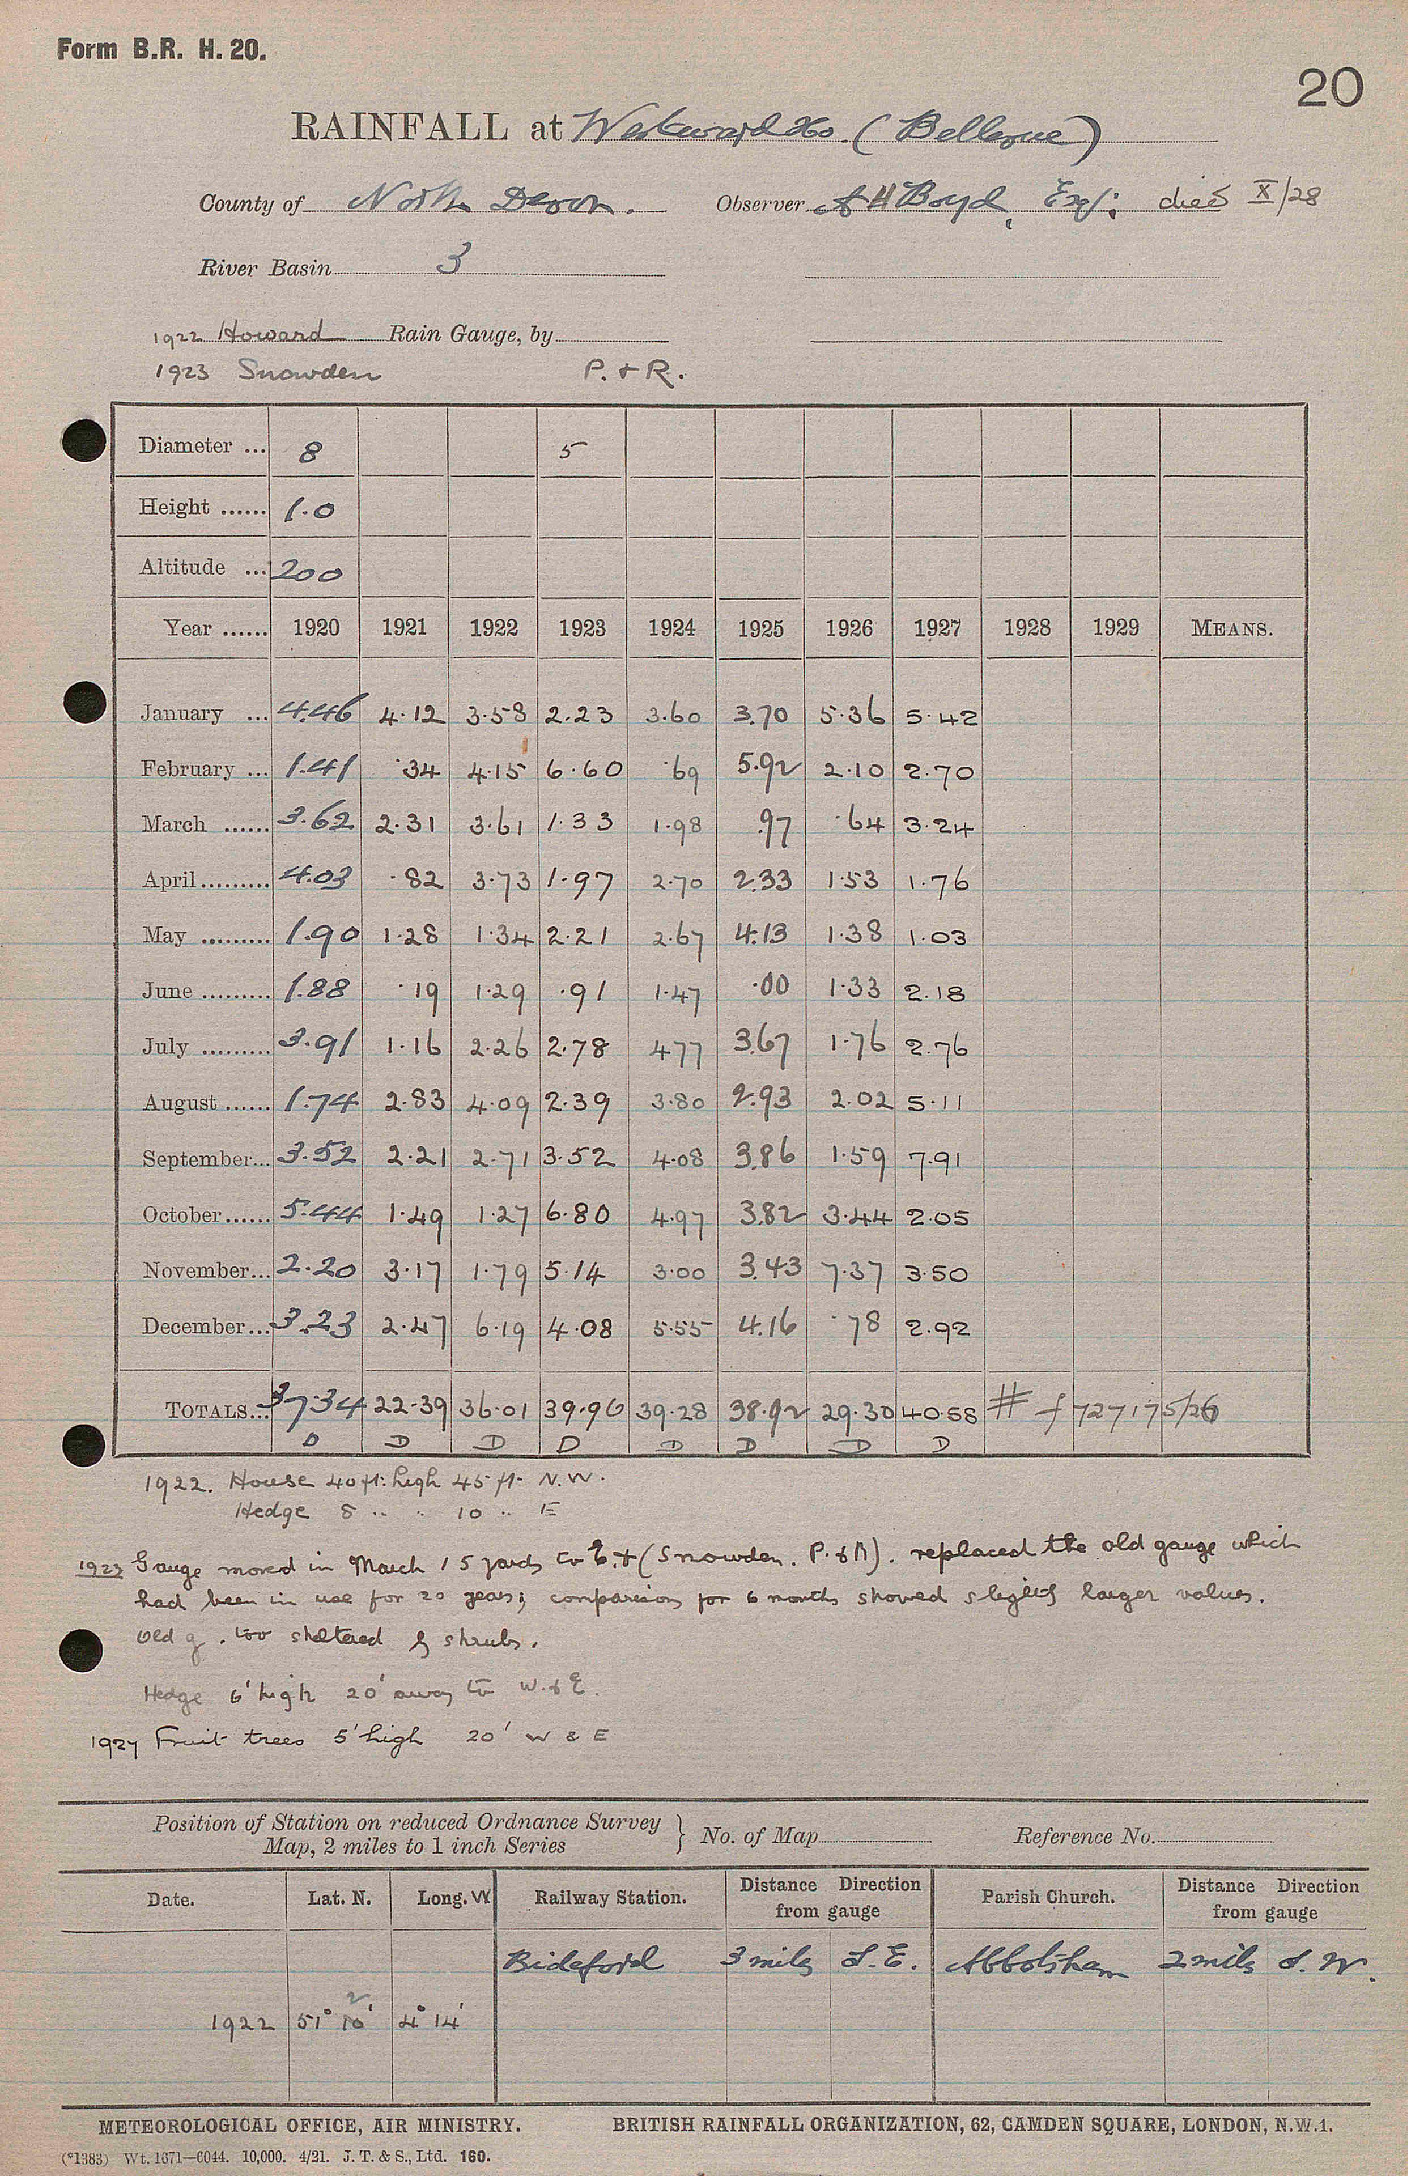 Form B.R. H. 20.
20
RAINFALL at Westward Ho. (Bellevue)
County of North Devon. Observer A H Boyd, Esq; died X/28
River Basin 3
1922 Howard Rain Gauge, by
1923 Snowden P. & R.
Diameter ... 8 5
Height ...... 1.0
Altitude ... 200
Year ...... 1920 1921 1922 1923 1924 1925 1926 1927 1928 1929 MEANS.
January ... 4.46 4.12 3.58 2.23 3.60 3.70 5.36 5.42
February ... 1.41 .34 4.15 6.60 .69 5.92 2.10 2.70
March ...... 3.62 2.31 3.61 1.33 1.98 .97 .64 3.24
April ......... 4.03 .82 3.73 1.97 2.70 2.33 1.53 1.76
May ......... 1.90 1.28 1.34 2.21 2.67 4.13 1.38 1.03
June ......... 1.88 .19 1.29 .91 1.47 .00 1.33 2.18
July ......... 3.91 1.16 2.26 2.78 4.77 3.67 1.76 2.76
August ...... 1.74 2.83 4.09 2.39 3.80 2.93 2.02 5.11
September... 3.52 2.21 2.71 3.52 4.08 3.86 1.59 7.91
October...... 5.44 1.49 1.27 6.80 4.97 3.82 3.44 2.05
November... 2.20 3.17 1.79 5.14 3.00 3.43 7.37 3.50
December... 3.23 2.47 6.19 4.08 5.55 4.16 .78 2.92
TOTALS... 37.34 22.39 36.01 39.96 39.28 38.92 29.30 40.58 # f 727175/26
D D D D D D D D
1922. House 40 ft. high 45 ft. N.W.
Hedge 8 .. . 10 .. E
1923 Gauge moved in March 15 yards to E. + (Snowden. P. & R). replaced the old gauge which
had been in use for 20 years; comparison for 6 months showed slightly larger values.
Old g. too sheltered by shrubs.
Hedge 6' high 20' away to W. & E.
1927 Fruit trees 5' high 20' W & E
Position of Station on reduced Ordnance Survey
Map, 2 miles to 1 inch Series } No. of Map Reference No.
Date. Lat. N. Long. W. Railway Station. Distance Direction from gauge Parish Church. Distance Direction from gauge
Bideford 3 miles S. E. Abbotsham 2 miles S. W.
2
1922 51° 10' 4° 14'
METEOROLOGICAL OFFICE, AIR MINISTRY. BRITISH RAINFALL ORGANIZATION, 62, CAMDEN SQUARE, LONDON, N.W.1.
(*1383) Wt. 1671—6044. 10,000. 4/21. J. T. & S., Ltd. 160.